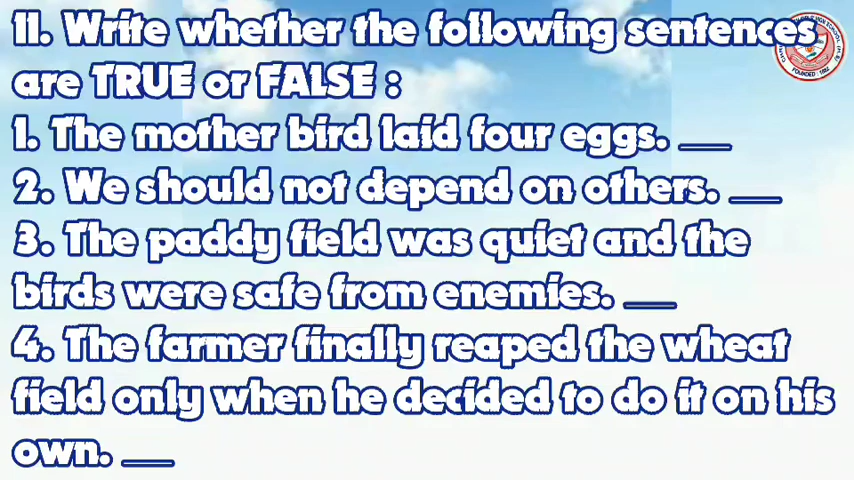 11. Write whether the following sentences
are TRUE or FALSE :
1. The mother bird laid four eggs. ___
2. We should not depend on others. ___
3. The paddy field was quiet and the
birds were safe from enemies. ___
4. The farmer finally reaped the wheat
field only when he decided to do it on his
own. ___